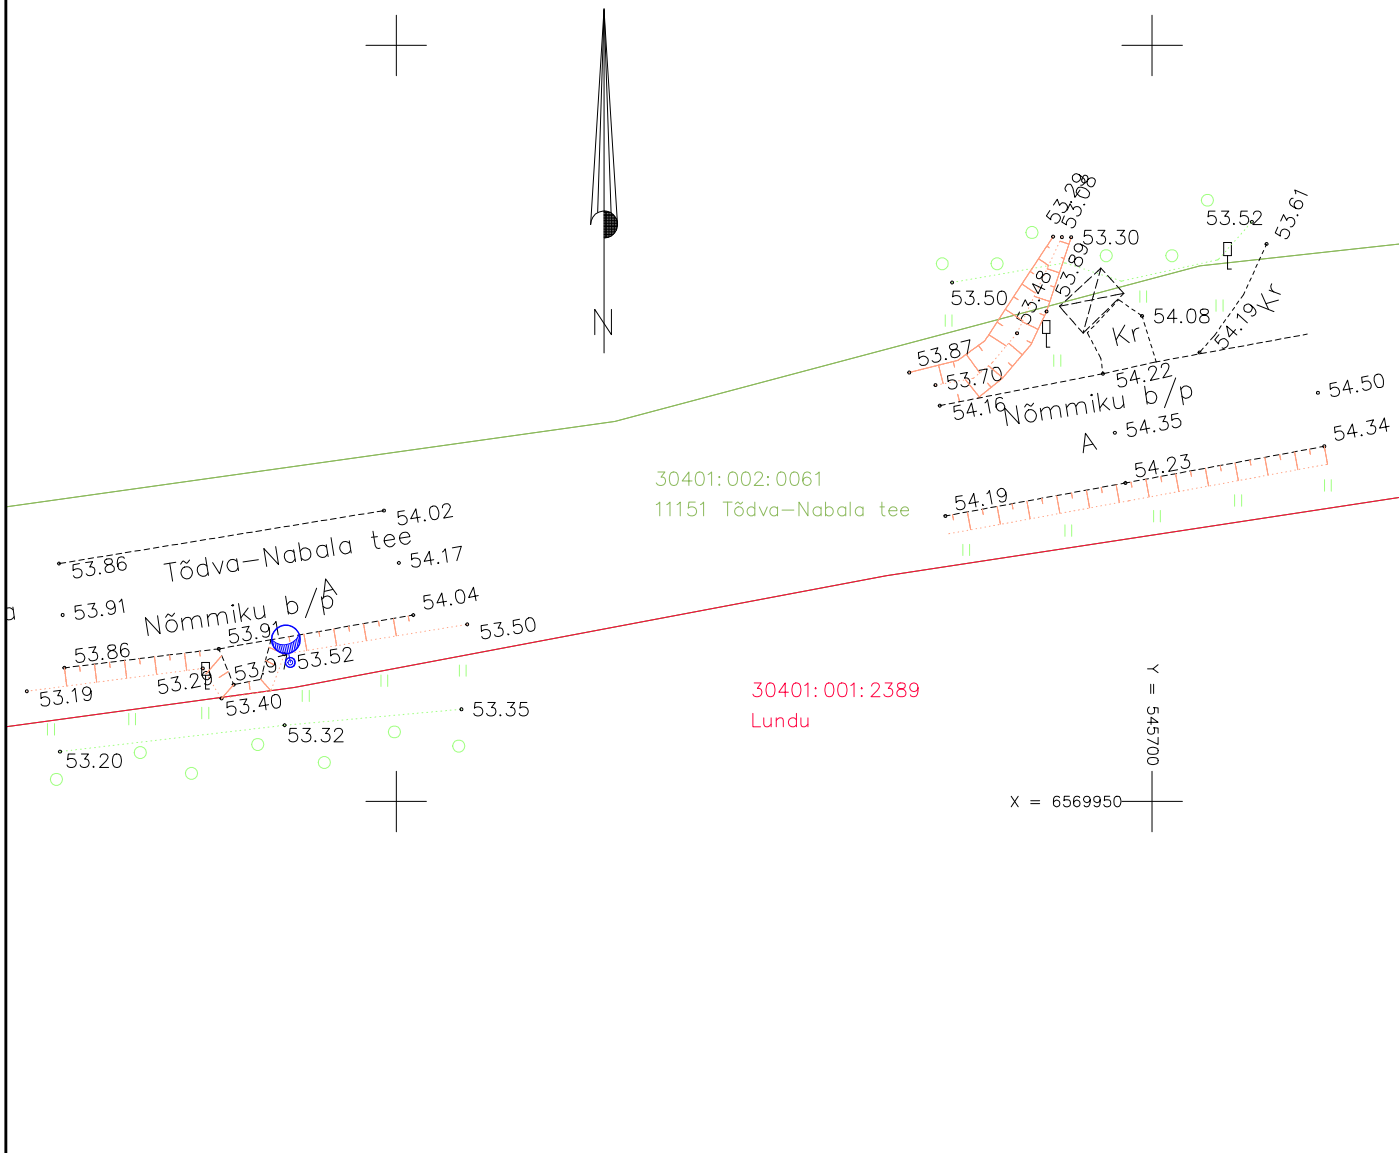 N
53.29
53.08
53.30
53.52
53.61
53.89
53.48
53.50
54.08
Kr
Kr
54.19
53.87
53.70
54.22
54.16
Nõmmiku b/p
A
54.35
54.50
54.34
54.23
54.19
30401:002:0061
11151 Tõdva-Nabala tee
54.02
53.86
Tõdva-Nabala tee
54.17
A
53.91
a
Nõmmiku b/p
54.04
53.91
53.50
53.86
53.97
53.52
53.29
53.19
53.40
53.35
53.32
53.20
30401:001:2389
Lundu
Y = 545700
X = 6569950